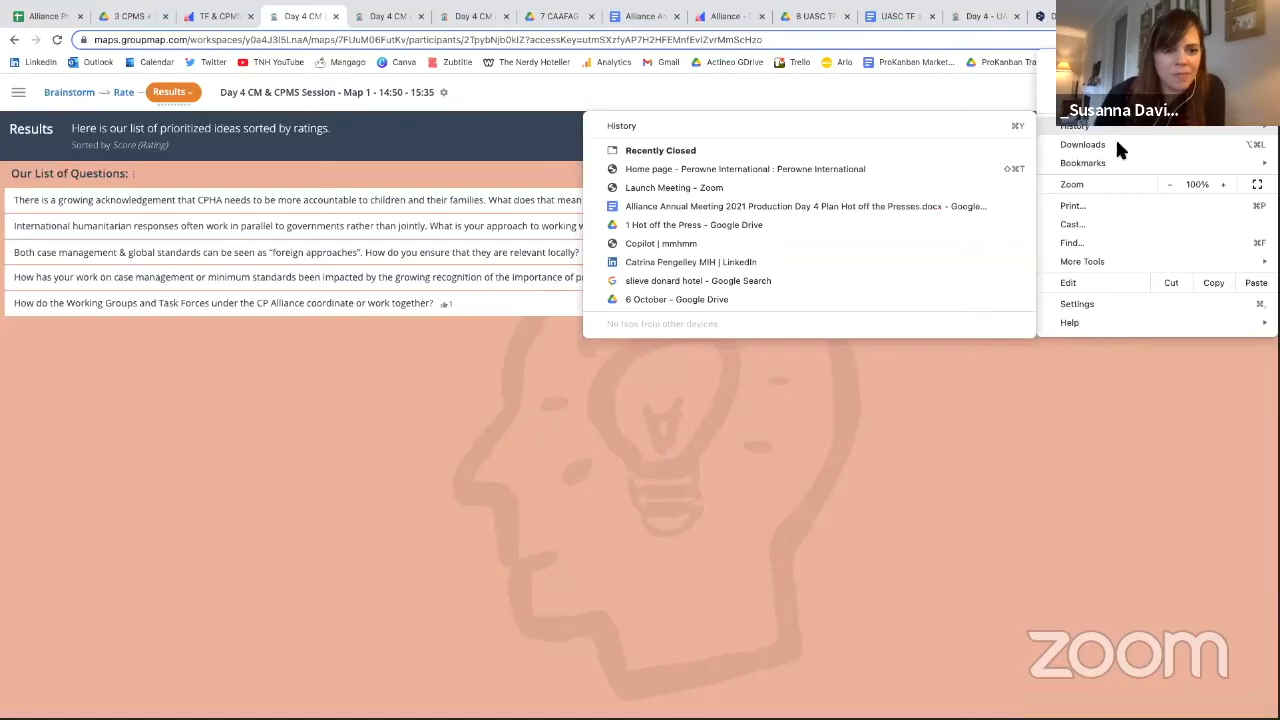 Alliance Pr
3 CPMS +
TF & CPMS
Day 4 CM
Day 4 CM
Day 4 CM
7 CAAFAG
Alliance An
Alliance - D
8 UASC TF
UASC TF a
Day 4 - UA
maps.groupmap.com/workspaces/y0a4J3I5LnaA/maps/7FUuM06FutKv/participants/2TpybNjb0kIZ?accessKey=utmSXzfyAP7H2HFEMnfEvIZvrMmScHzo
LinkedIn
Outlook
Calendar
Twitter
TNH YouTube
Mangago
Canva
Zubtitle
The Nerdy Hoteller
Analytics
Gmail
Actineo GDrive
Trello
Arlo
ProKanban Market...
ProKanban Tra
Brainstorm
Rate
Results
Day 4 CM & CPMS Session - Map 1 - 14:50 - 15:35
_Susanna Davi...
Results
Here is our list of prioritized ideas sorted by ratings.
Sorted by Score (Rating)
Our List of Questions:
There is a growing acknowledgement that CPHA needs to be more accountable to children and their families. What does that mean
International humanitarian responses often work in parallel to governments rather than jointly. What is your approach to working w
Both case management & global standards can be seen as "foreign approaches". How do you ensure that they are relevant locally?
How has your work on case management or minimum standards been impacted by the growing recognition of the importance of p
How do the Working Groups and Task Forces under the CP Alliance coordinate or work together? 1
History ⌘Y
Recently Closed
Home page - Perowne International : Perowne International ⇧⌘T
Launch Meeting - Zoom
Alliance Annual Meeting 2021 Production Day 4 Plan Hot off the Presses.docx - Google...
1 Hot off the Press - Google Drive
Copilot | mmhmm
Catrina Pengelley MIH | LinkedIn
slieve donard hotel - Google Search
6 October - Google Drive
No tabs from other devices
History
Downloads ⌥⌘L
Bookmarks
Zoom - 100% +
Print... ⌘P
Cast...
Find... ⌘F
More Tools
Edit Cut Copy Paste
Settings ⌘,
Help
zoom